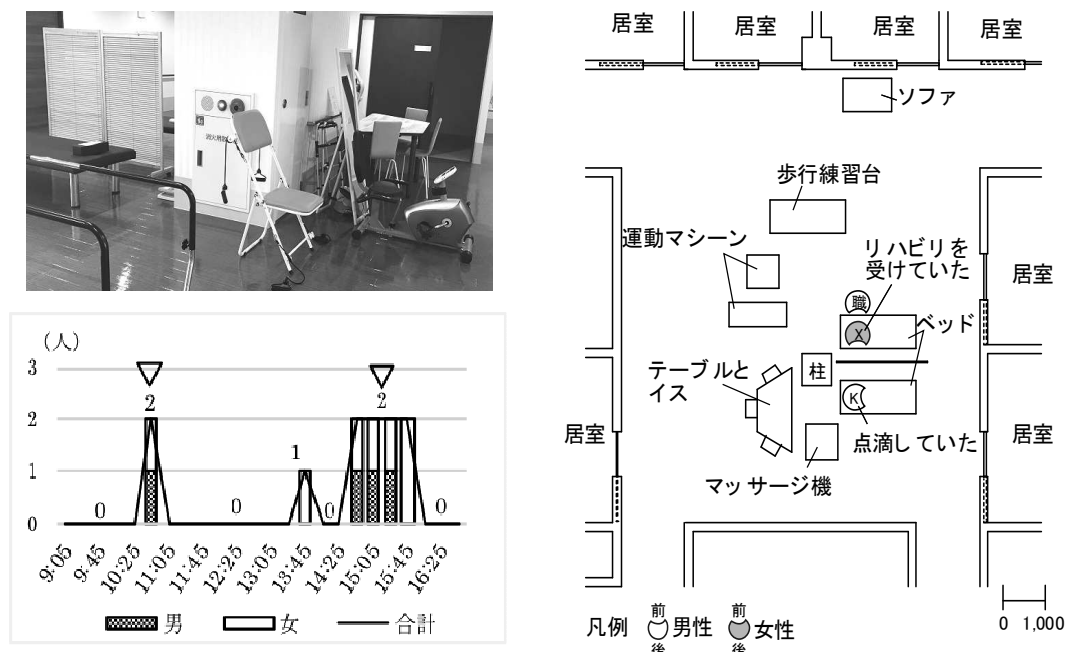 (人)
3
2
1
0
2
2
1
0
0
0
0
9:05
9:45
10:25
11:05
11:45
12:25
13:05
13:45
14:25
15:05
15:45
16:25
男
女
合計
居室
居室
居室
居室
ソファ
歩行練習台
運動マシーン
リハビリを
受けていた
居室
職
X'
ベッド
テーブルと
イス
柱
K
居室
点滴していた
居室
マッサージ機
凡例
前
後
男性
前
後
女性
0 1,000